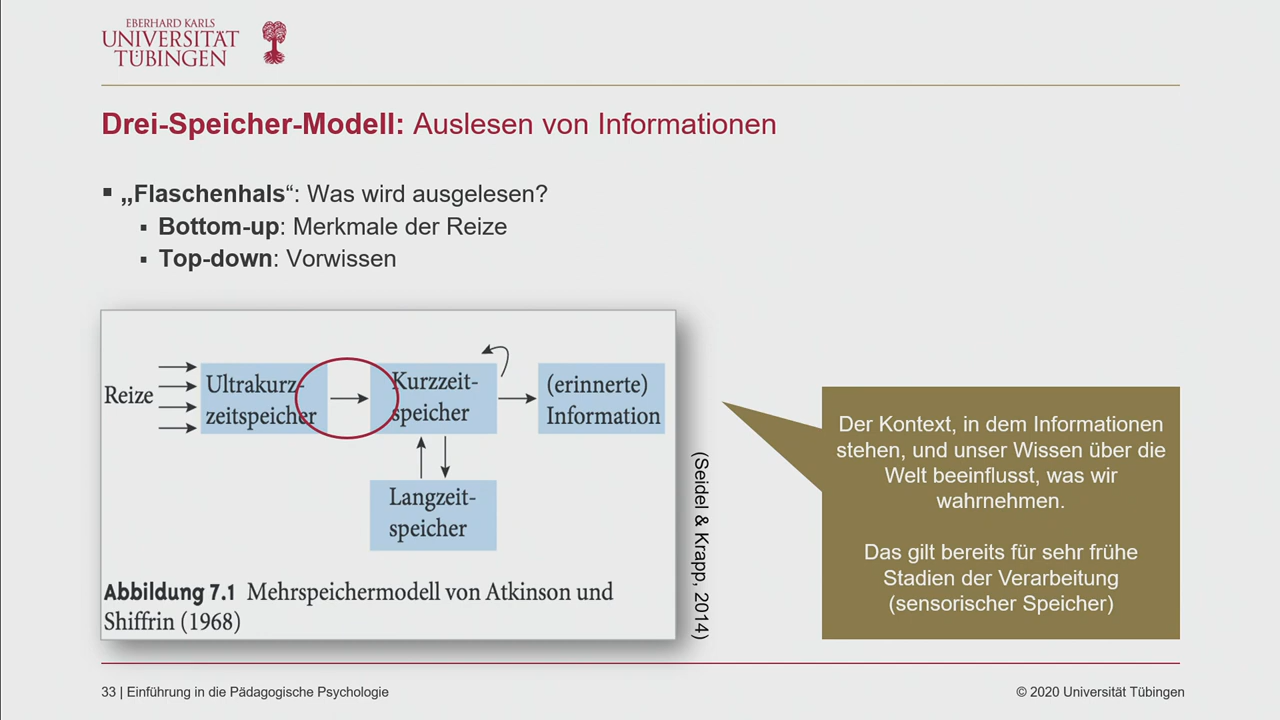 EBERHARD KARLS
UNIVERSITÄT
TÜBINGEN
Drei-Speicher-Modell: Auslesen von Informationen
▪ „Flaschenhals“: Was wird ausgelesen?
▪ Bottom-up: Merkmale der Reize
▪ Top-down: Vorwissen
Reize
Ultrakurz-
zeitspeicher
Kurzzeit-
speicher
(erinnerte)
Information
Langzeit-
speicher
Abbildung 7.1 Mehrspeichermodell von Atkinson und
Shiffrin (1968)
(Seidel & Krapp, 2014)
Der Kontext, in dem Informationen
stehen, und unser Wissen über die
Welt beeinflusst, was wir
wahrnehmen.
Das gilt bereits für sehr frühe
Stadien der Verarbeitung
(sensorischer Speicher)
33 | Einführung in die Pädagogische Psychologie
© 2020 Universität Tübingen